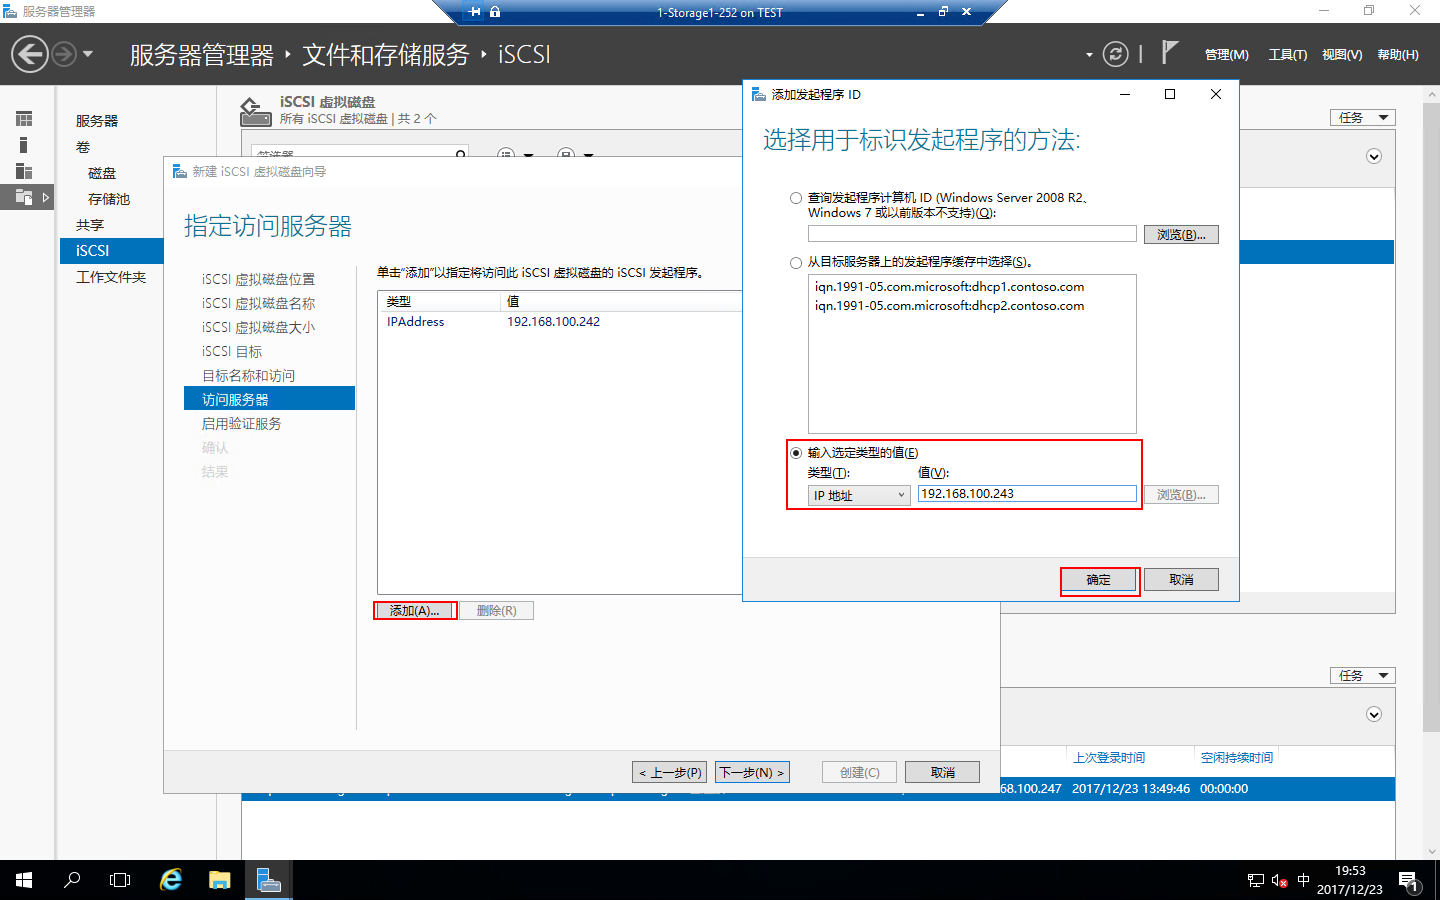 服务器管理器
1-Storage1-252 on TEST
服务器管理器 ‣ 文件和存储服务 ‣ iSCSI
管理(M) 工具(T) 视图(V) 帮助(H)
服务器
卷
磁盘
存储池
共享
iSCSI
工作文件夹
iSCSI 虚拟磁盘
所有 iSCSI 虚拟磁盘 | 共 2 个
任务
筛选器
新建 iSCSI 虚拟磁盘向导
指定访问服务器
iSCSI 虚拟磁盘位置
iSCSI 虚拟磁盘名称
iSCSI 虚拟磁盘大小
iSCSI 目标
目标名称和访问
访问服务器
启用验证服务
确认
结果
单击"添加"以指定将访问此 iSCSI 虚拟磁盘的 iSCSI 发起程序。
类型 值
IPAddress 192.168.100.242
添加(A)... 删除(R)
< 上一步(P) 下一步(N) > 创建(C) 取消
添加发起程序 ID
选择用于标识发起程序的方法:
查询发起程序计算机 ID (Windows Server 2008 R2、
Windows 7 或以前版本不支持)(Q):
浏览(B)...
从目标服务器上的发起程序缓存中选择(S)。
iqn.1991-05.com.microsoft:dhcp1.contoso.com
iqn.1991-05.com.microsoft:dhcp2.contoso.com
输入选定类型的值(E)
类型(T): 值(V):
IP 地址 192.168.100.243 浏览(B)...
确定 取消
任务
上次登录时间 空闲持续时间
68.100.247 2017/12/23 13:49:46 00:00:00
中
19:53
2017/12/23
1